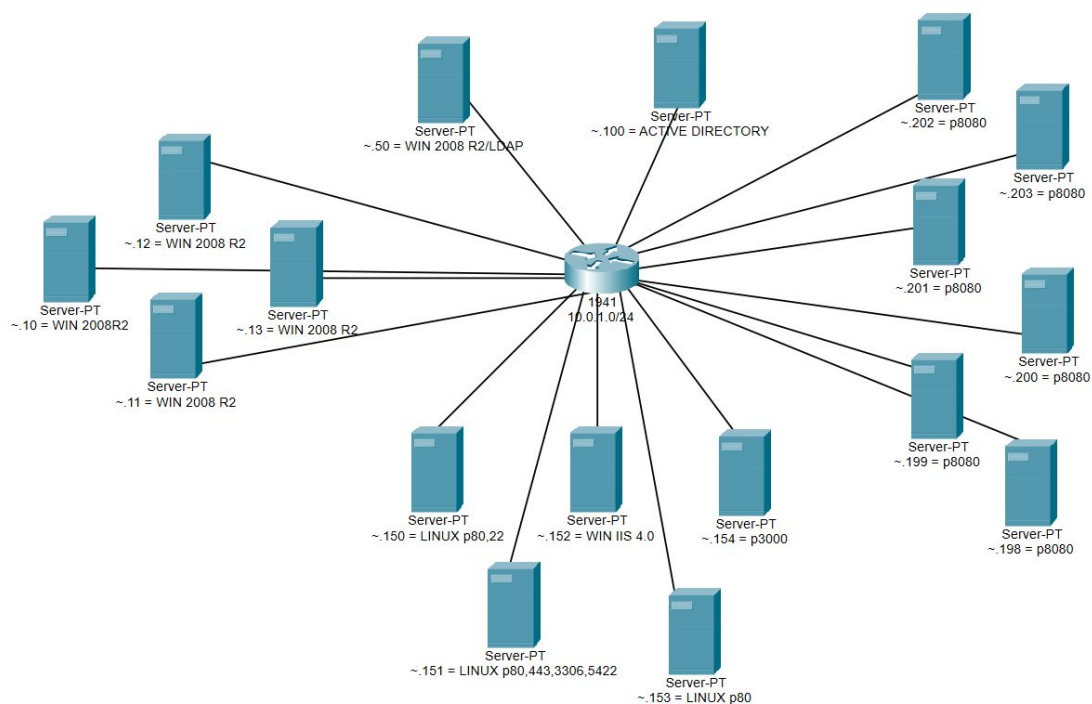 Server-PT
~.50 = WIN 2008 R2/LDAP
Server-PT
~.100 = ACTIVE DIRECTORY
Server-PT
~.202 = p8080
Server-PT
~.203 = p8080
Server-PT
~.12 = WIN 2008 R2
Server-PT
~.201 = p8080
Server-PT
~.10 = WIN 2008R2
Server-PT
~.13 = WIN 2008 R2
1941
10.0.1.0/24
Server-PT
~.11 = WIN 2008 R2
Server-PT
~.200 = p8080
Server-PT
~.199 = p8080
Server-PT
~.150 = LINUX p80,22
Server-PT
~.152 = WIN IIS 4.0
Server-PT
~.154 = p3000
Server-PT
~.198 = p8080
Server-PT
~.151 = LINUX p80,443,3306,5422
Server-PT
~.153 = LINUX p80